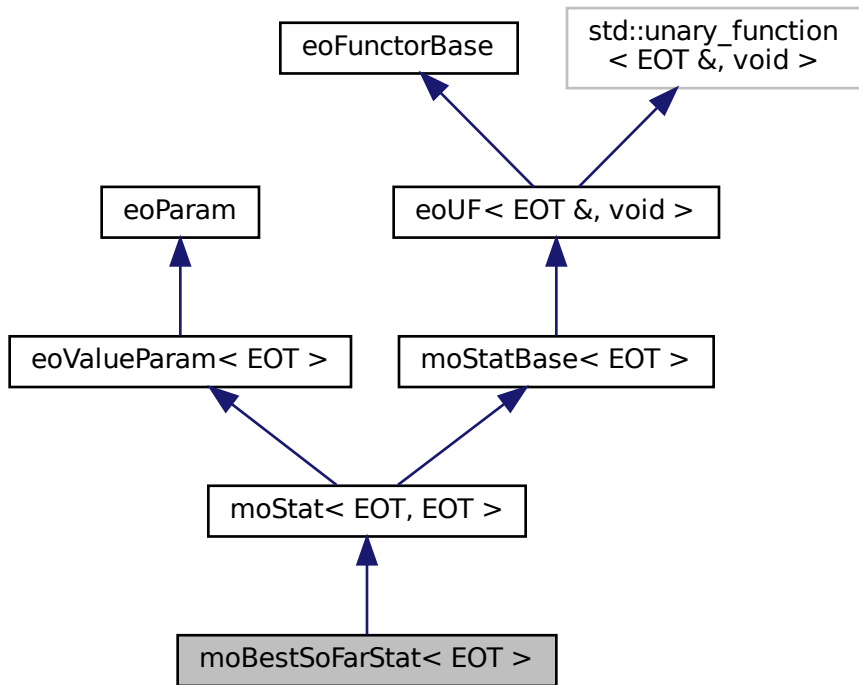 eoFunctorBase
std::unary_function
< EOT &, void >
eoParam
eoUF< EOT &, void >
eoValueParam< EOT >
moStatBase< EOT >
moStat< EOT, EOT >
moBestSoFarStat< EOT >